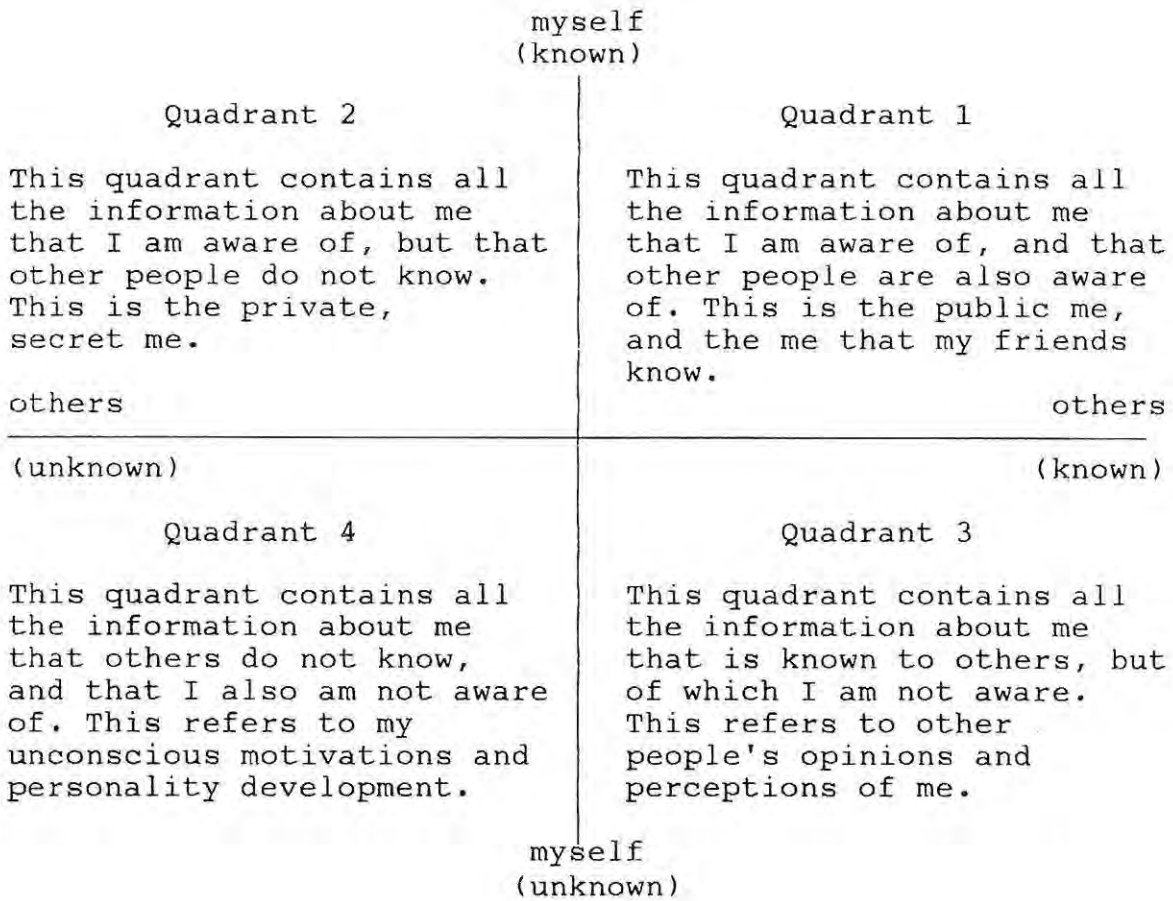 myself
(known)
Quadrant 2
This quadrant contains all
the information about me
that I am aware of, but that
other people do not know.
This is the private,
secret me.
others
Quadrant 1
This quadrant contains all
the information about me
that I am aware of, and that
other people are also aware
of. This is the public me,
and the me that my friends
know.
others
(unknown)
(known)
Quadrant 4
This quadrant contains all
the information about me
that others do not know,
and that I also am not aware
of. This refers to my
unconscious motivations and
personality development.
Quadrant 3
This quadrant contains all
the information about me
that is known to others, but
of which I am not aware.
This refers to other
people's opinions and
perceptions of me.
myself
(unknown)